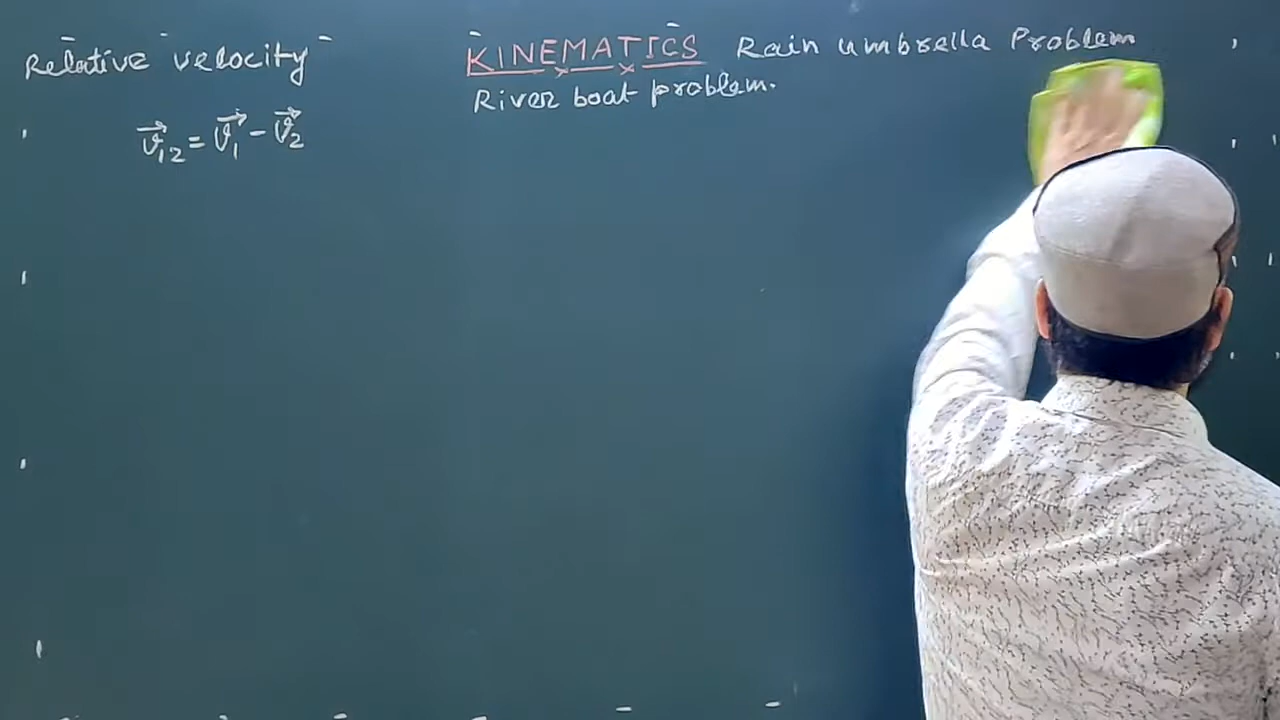 Relative velocity
KINEMATICS Rain umbrella Problem
River boat problem.
v⃗₁₂ = v⃗₁ - v⃗₂